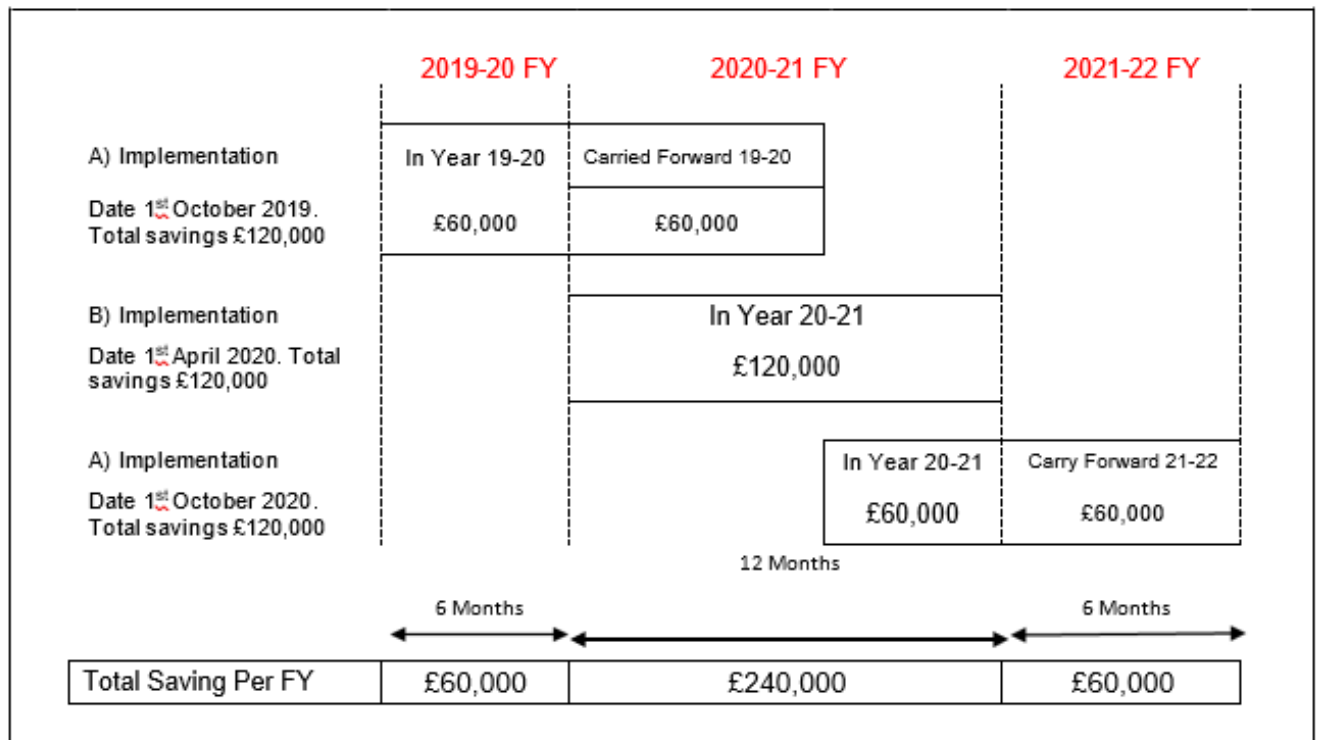 2019-20 FY 2020-21 FY 2021-22 FY
A) Implementation
In Year 19-20
Carried Forward 19-20
Date 1st October 2019.
Total savings £120,000
£60,000
£60,000
B) Implementation
In Year 20-21
Date 1st April 2020. Total
savings £120,000
£120,000
A) Implementation
In Year 20-21
Carry Forward 21-22
Date 1st October 2020.
Total savings £120,000
£60,000
£60,000
12 Months
6 Months
6 Months
Total Saving Per FY £60,000 £240,000 £60,000